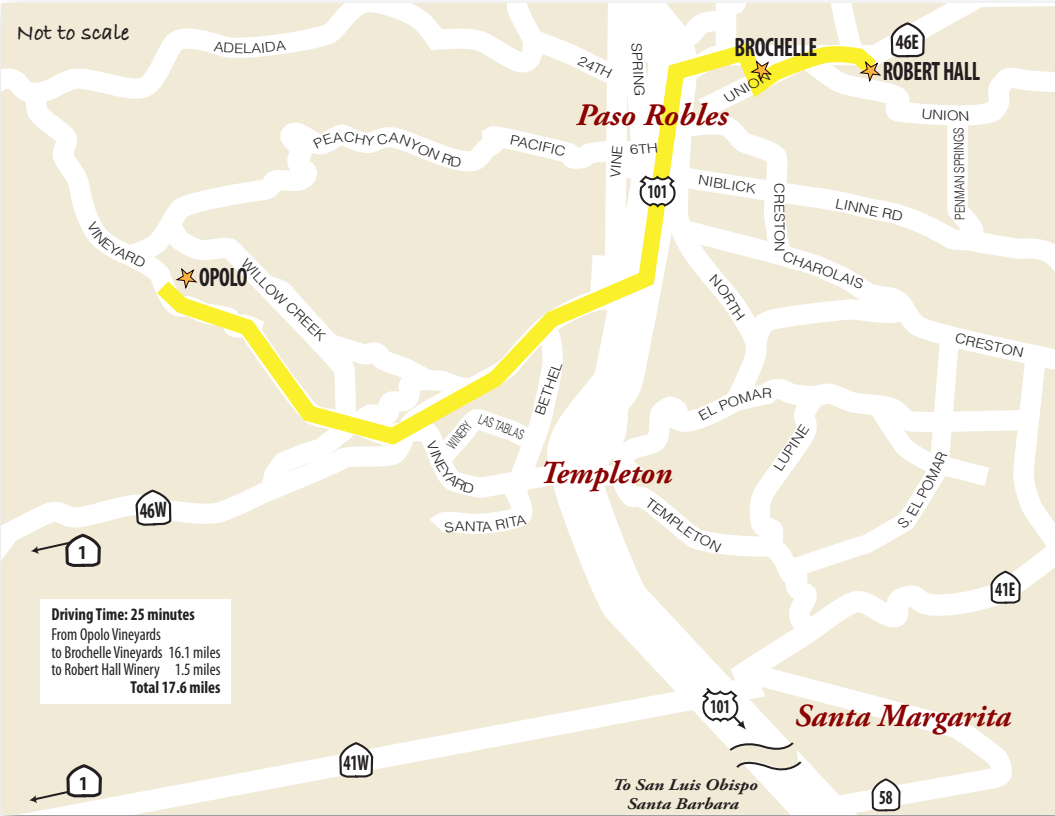 Not to scale
ADELAIDA
24TH
SPRING
BROCHELLE
46E
ROBERT HALL
UNION
UNION
Paso Robles
PEACHY CANYON RD
PACIFIC
VINE
6TH
PENMAN SPRINGS
101
NIBLICK
CRESTON
LINNE RD
VINEYARD
OPOLO
WILLOW CREEK
CHAROLAIS
NORTH
CRESTON
BETHEL
EL POMAR
WINERY
LAS TABLAS
LUPINE
VINEYARD
Templeton
S. EL POMAR
46W
SANTA RITA
TEMPLETON
1
41E
Driving Time: 25 minutes
From Opolo Vineyards
to Brochelle Vineyards 16.1 miles
to Robert Hall Winery 1.5 miles
Total 17.6 miles
101
Santa Margarita
41W
1
To San Luis Obispo
Santa Barbara
58